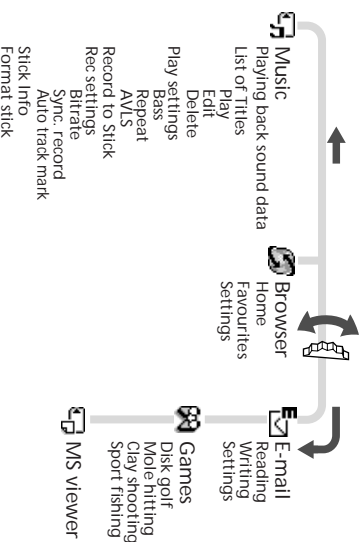 Music
Playing back sound data
List of Titles
Play
Edit
Delete
Play settings
Bass
Repeat
AVLS
Record to Stick
Rec settings
Bitrate
Sync. record
Auto track mark
Stick Info
Format stick
Browser
Home
Favourites
Settings
E-mail
Reading
Writing
Settings
Games
Disk golf
Mole hitting
Clay shooting
Sport fishing
MS viewer